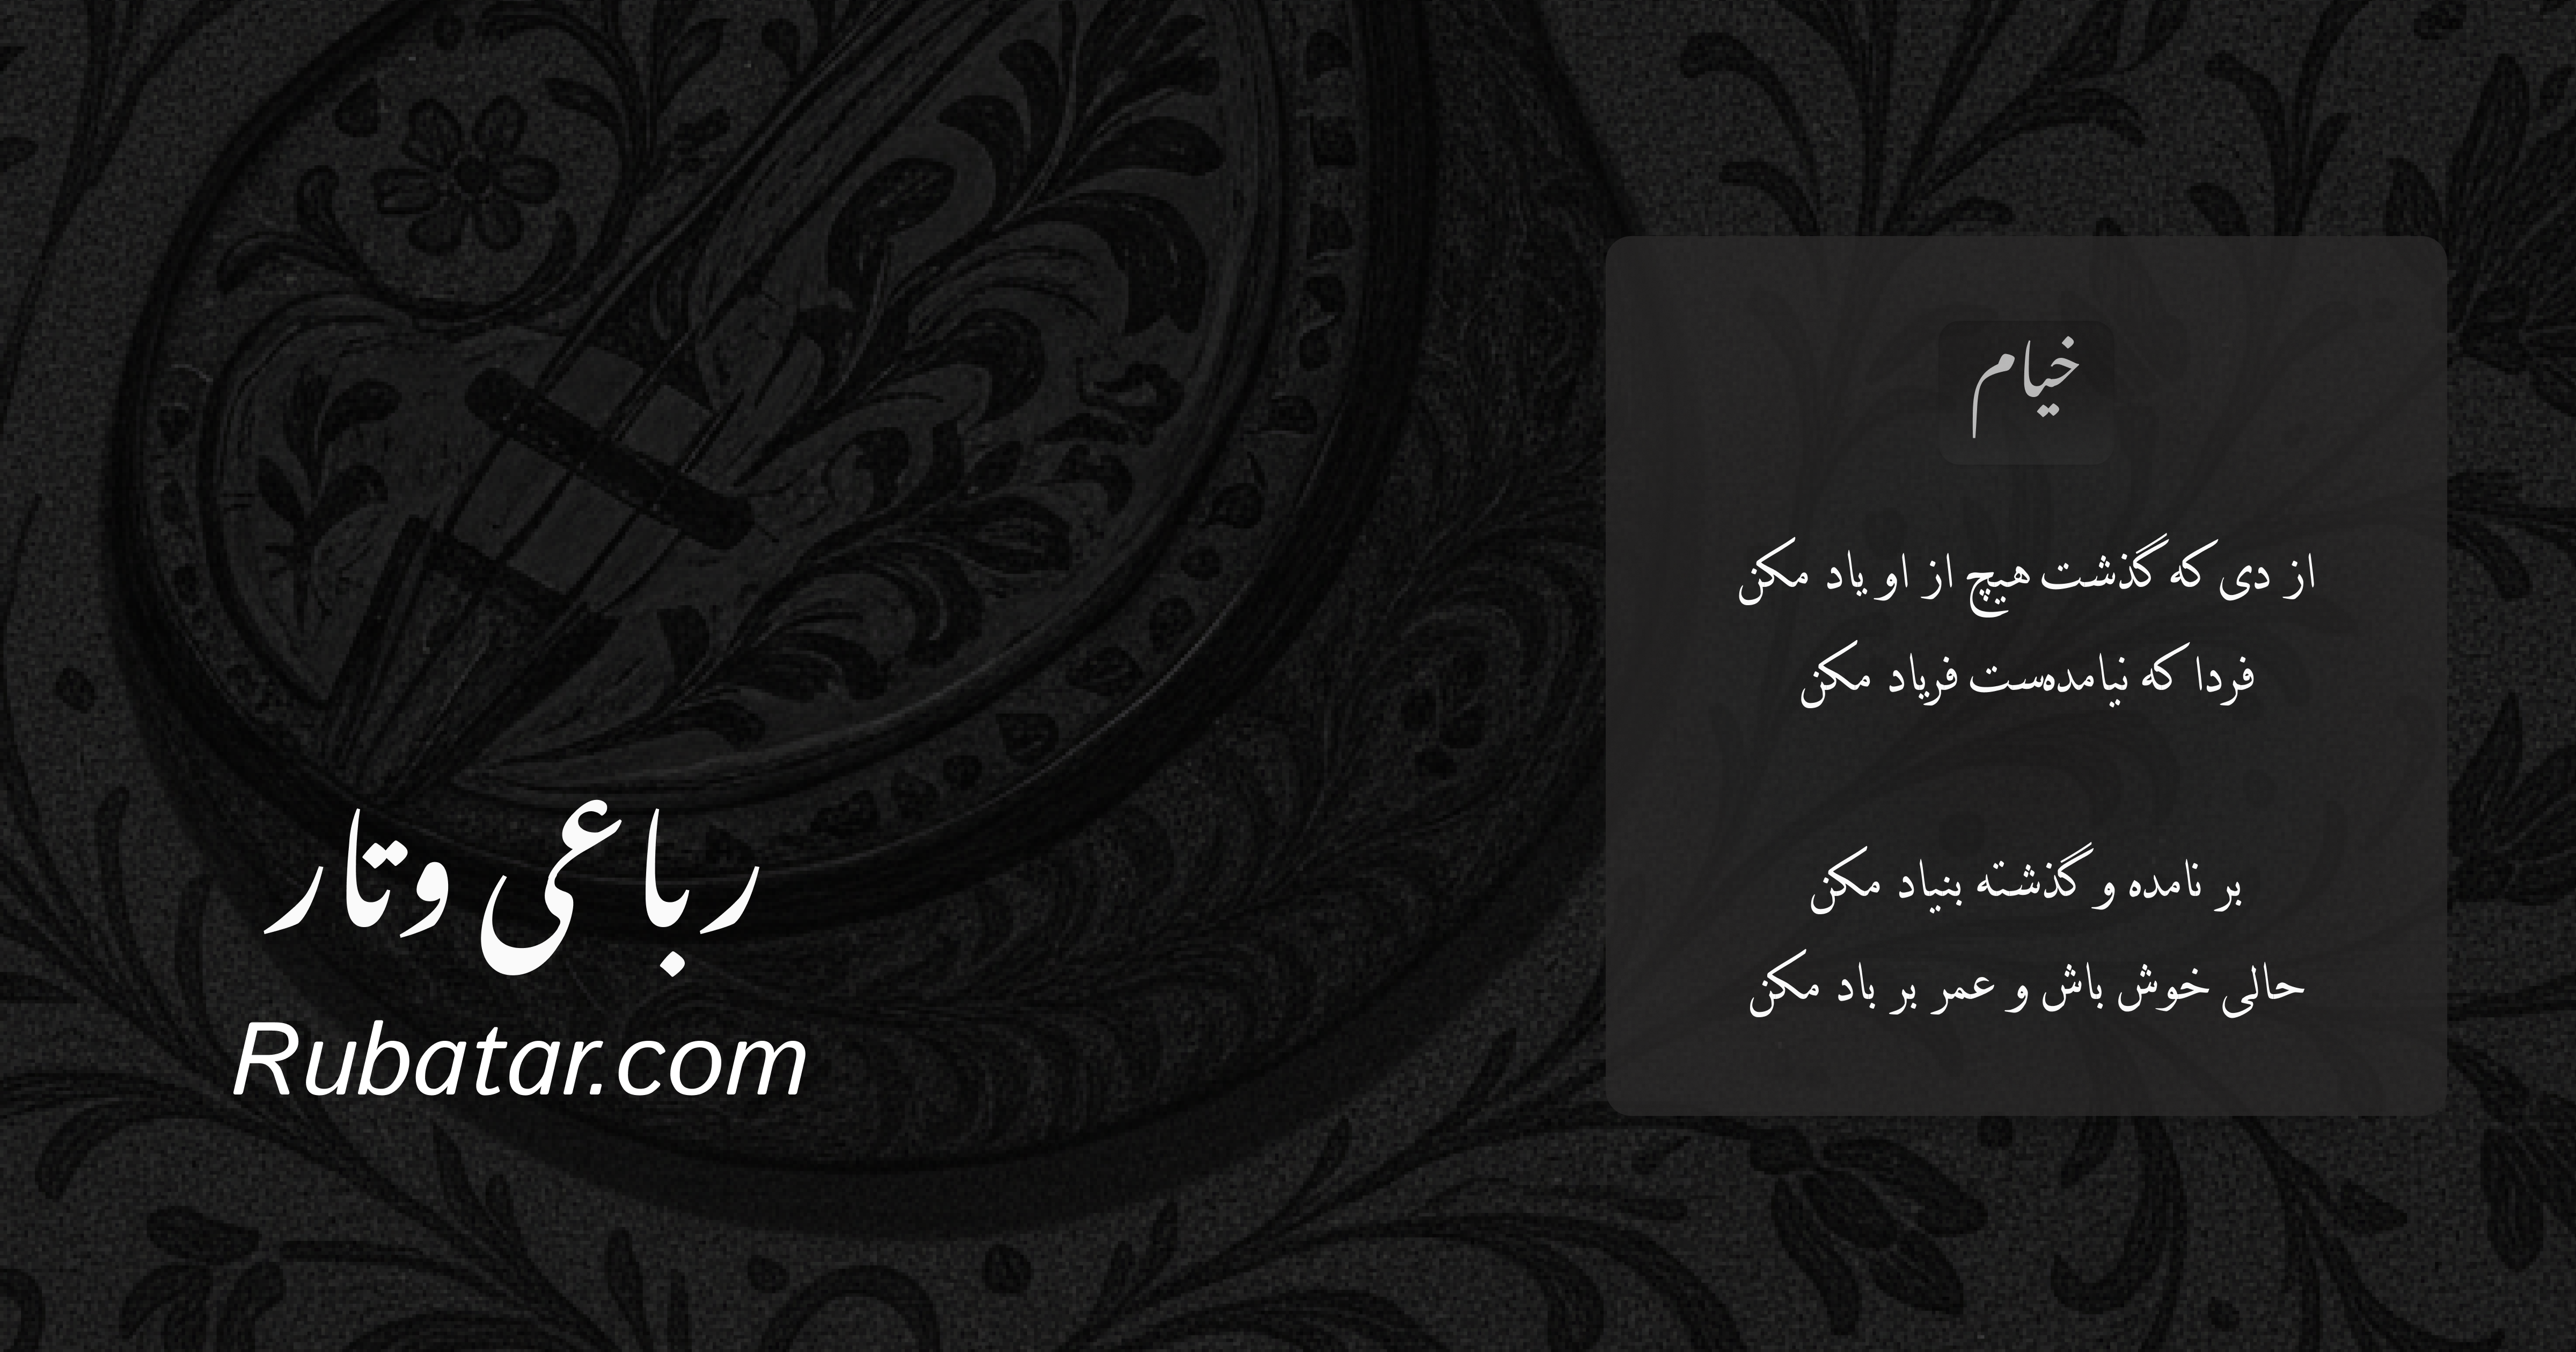 خیام
از دی که گذشت هیچ از او یاد مکن
فردا که نیامده‌ست فریاد مکن
بر نامده و گذشته بنیاد مکن
حالی خوش باش و عمر بر باد مکن
رباعی و تار
Rubatar.com